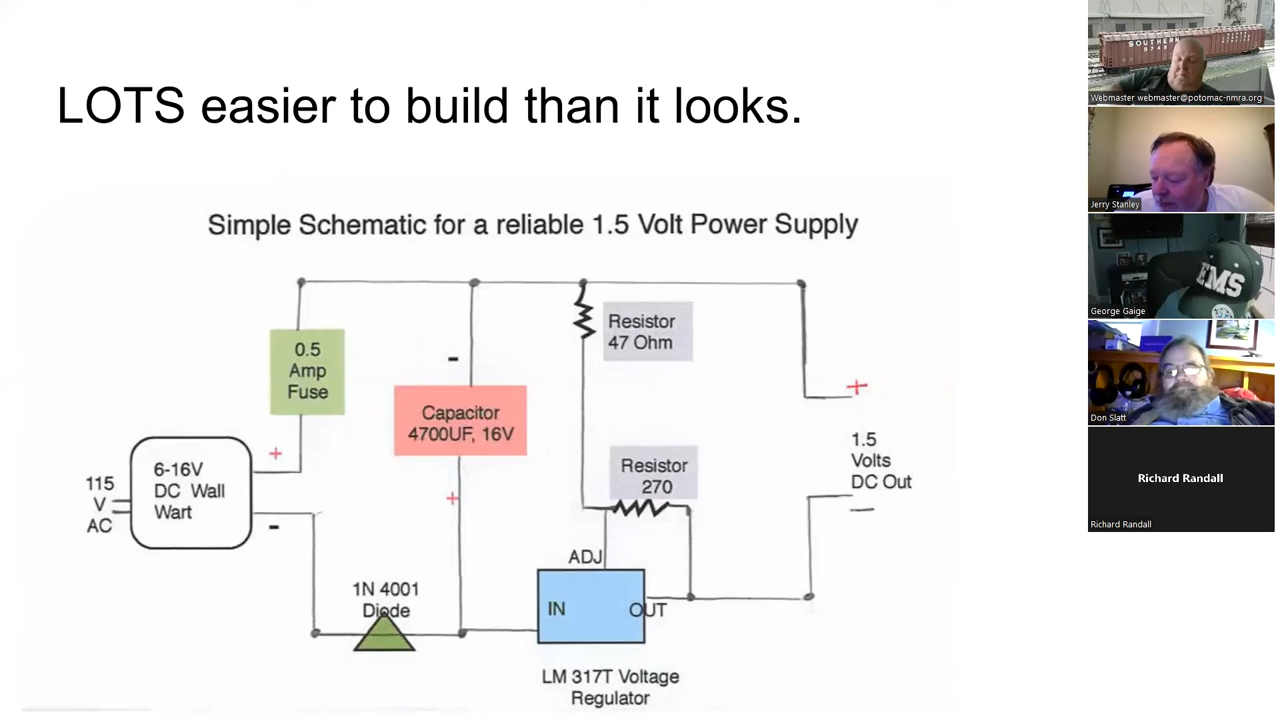 LOTS easier to build than it looks.
Simple Schematic for a reliable 1.5 Volt Power Supply
0.5
Amp
Fuse
-
Capacitor
4700UF, 16V
+
Resistor
47 Ohm
Resistor
270
+
1.5
Volts
DC Out
—
115
V
AC
6-16V
DC Wall
Wart
+
-
1N 4001
Diode
ADJ
IN
OUT
LM 317T Voltage
Regulator
SOUTHERN
Webmaster webmaster@potomac-nmra.org
Jerry Stanley
EMS
George Gaige
Don Slatt
Richard Randall
Richard Randall